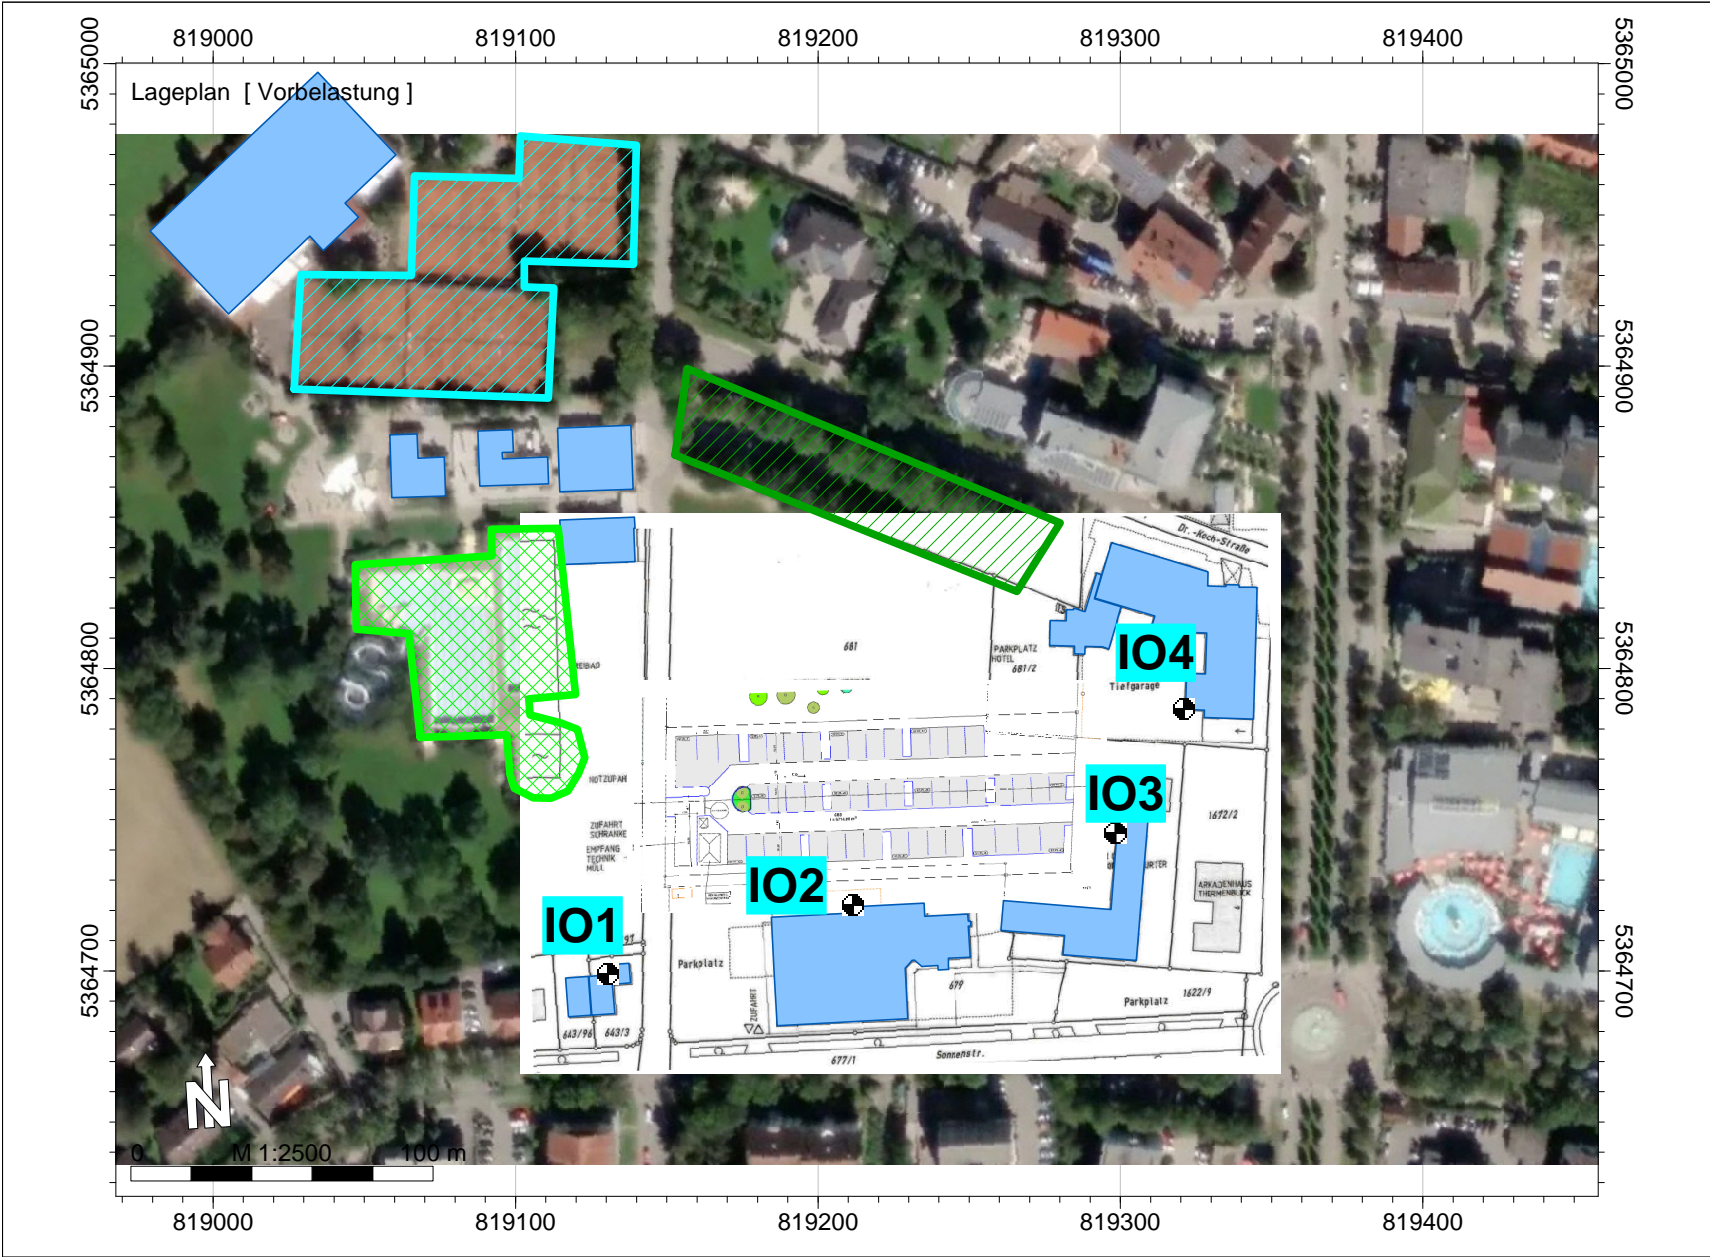 819000 819100 819200 819300 819400
5365000
5365000
Lageplan [ Vorbelastung ]
5364900
5364900
Dr.-Koch-Straße
681
PARKPLATZ
HOTEL
681/2
IO4
Tiefgarage
5364800
5364800
IO3
1672/2
NOTZUFAH
ZUFAHRT
SCHRANKE
EMPFANG
TECHNIK
MÜLL
IO2
ARKADENHAUS
THERMENBLICK
IO1
Parkplatz
679
Parkplatz
1622/9
ZUFAHRT
5364700
5364700
643/96
643/3
677/1
Sonnenstr.
N
0 M 1:2500 100 m
819000 819100 819200 819300 819400